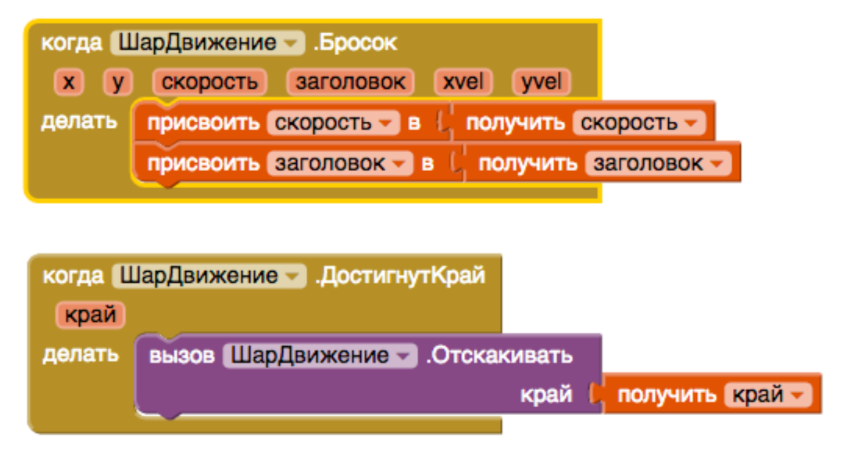 когда ШарДвижение .Бросок
x y скорость заголовок xvel yvel
делать присвоить скорость в получить скорость
присвоить заголовок в получить заголовок
когда ШарДвижение .ДостигнутКрай
край
делать вызов ШарДвижение .Отскакивать
край получить край